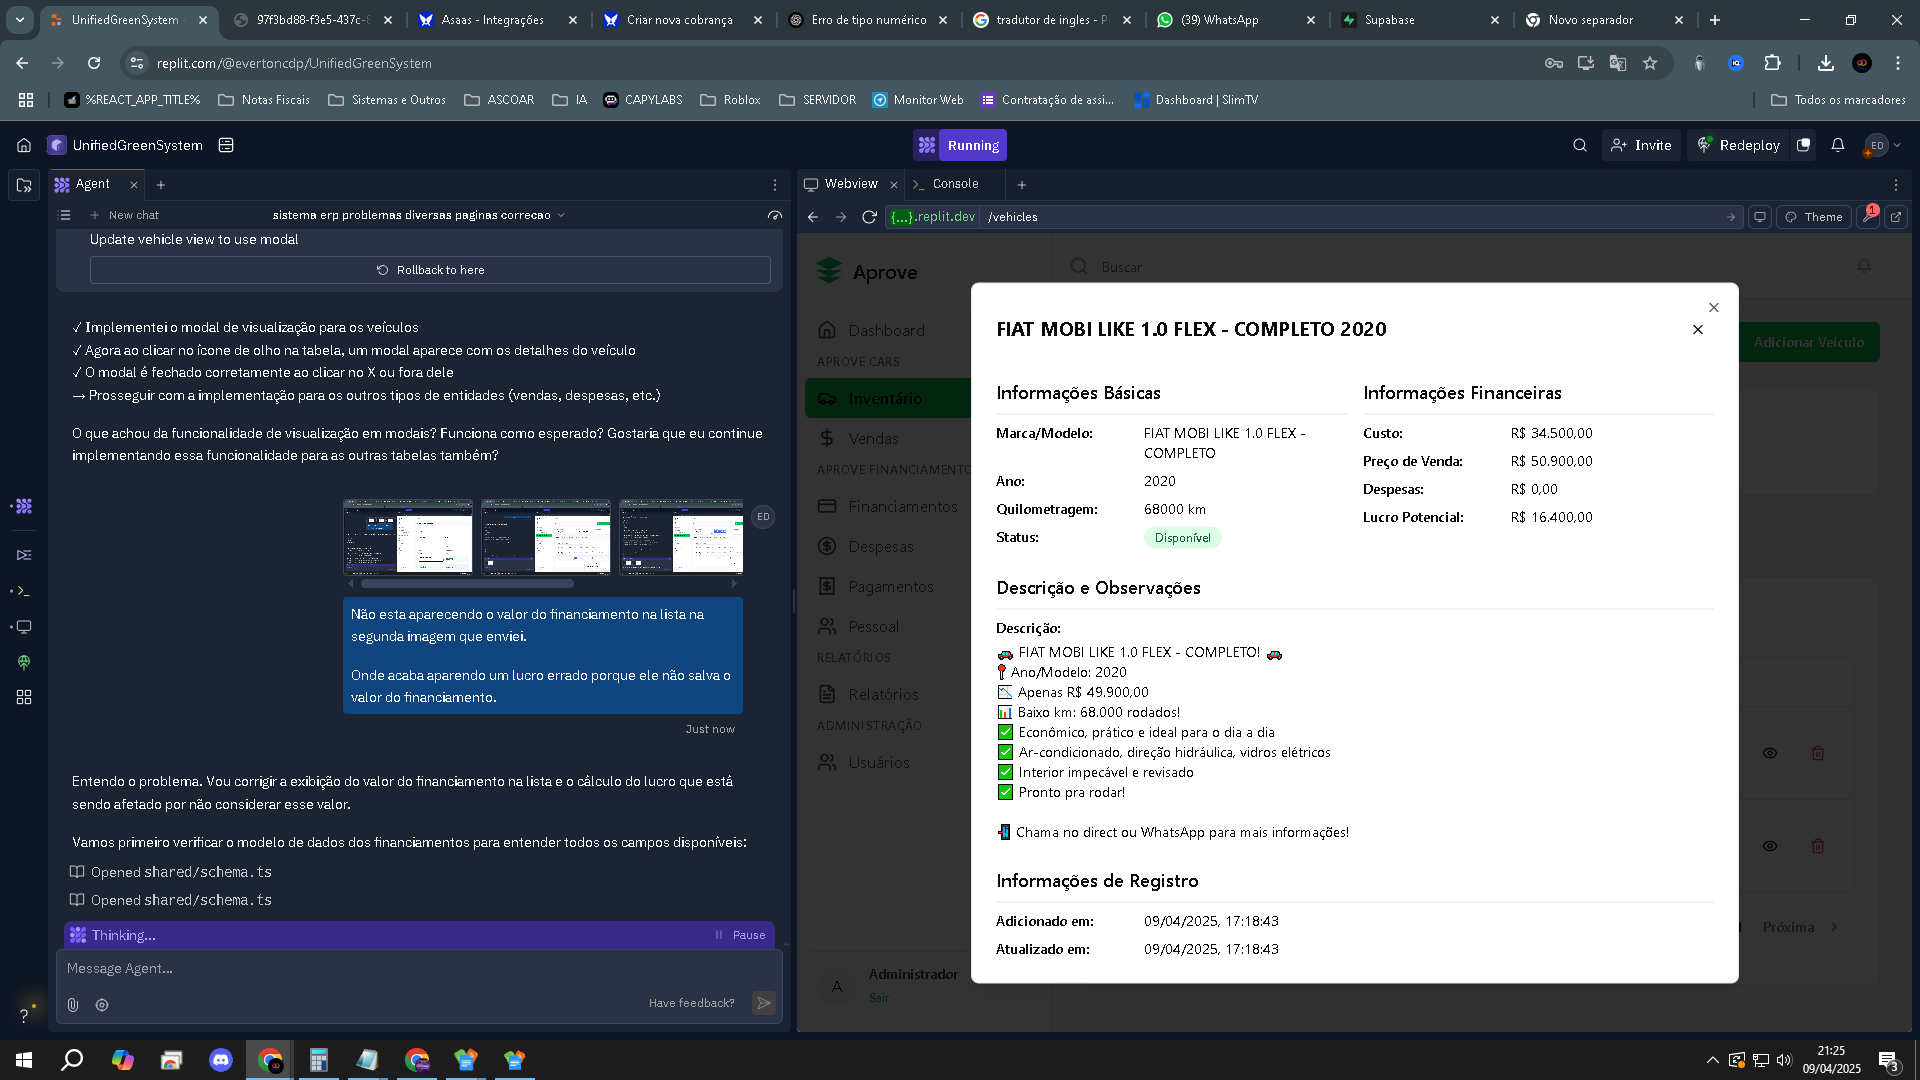 UnifiedGreenSystem -
97f3bd88-f3e5-437c-8
Asaas - Integrações
Criar nova cobrança
Erro de tipo numérico
tradutor de ingles - Pe
(39) WhatsApp
Supabase
Novo separador
replit.com/@evertoncdp/UnifiedGreenSystem
%REACT_APP_TITLE%
Notas Fiscais
Sistemas e Outros
ASCOAR
IA
CAPYLABS
Roblox
SERVIDOR
Monitor Web
Contratação de assi...
Dashboard | SlimTV
Todos os marcadores
UnifiedGreenSystem
Running
Invite
Redeploy
ED
Agent
New chat
sistema erp problemas diversas paginas correcao
Update vehicle view to use modal
Rollback to here
✓ Implementei o modal de visualização para os veículos
✓ Agora ao clicar no ícone de olho na tabela, um modal aparece com os detalhes do veículo
✓ O modal é fechado corretamente ao clicar no X ou fora dele
→ Prosseguir com a implementação para os outros tipos de entidades (vendas, despesas, etc.)
O que achou da funcionalidade de visualização em modais? Funciona como esperado? Gostaria que eu continue
implementando essa funcionalidade para as outras tabelas também?
ED
Não esta aparecendo o valor do financiamento na lista na
segunda imagem que enviei.
Onde acaba aparendo um lucro errado porque ele não salva o
valor do financiamento.
Just now
Entendo o problema. Vou corrigir a exibição do valor do financiamento na lista e o cálculo do lucro que está
sendo afetado por não considerar esse valor.
Vamos primeiro verificar o modelo de dados dos financiamentos para entender todos os campos disponíveis:
Opened shared/schema.ts
Opened shared/schema.ts
Thinking...
Pause
Message Agent...
Have feedback?
?
Webview
Console
{...}.replit.dev
/vehicles
Theme
1
Aprove
Buscar
Dashboard
APROVE CARS
Inventário
Vendas
APROVE FINANCIAMENTO
Financiamentos
Despesas
Pagamentos
Pessoal
RELATÓRIOS
Relatórios
ADMINISTRAÇÃO
Usuários
A
Administrador
Sair
Adicionar Veículo
Próxima
FIAT MOBI LIKE 1.0 FLEX - COMPLETO 2020
Informações Básicas
Marca/Modelo: FIAT MOBI LIKE 1.0 FLEX -
COMPLETO
Ano: 2020
Quilometragem: 68000 km
Status: Disponível
Informações Financeiras
Custo: R$ 34.500,00
Preço de Venda: R$ 50.900,00
Despesas: R$ 0,00
Lucro Potencial: R$ 16.400,00
Descrição e Observações
Descrição:
🚗 FIAT MOBI LIKE 1.0 FLEX - COMPLETO! 🚗
📍 Ano/Modelo: 2020
📉 Apenas R$ 49.900,00
📊 Baixo km: 68.000 rodados!
✅ Econômico, prático e ideal para o dia a dia
✅ Ar-condicionado, direção hidráulica, vidros elétricos
✅ Interior impecável e revisado
✅ Pronto pra rodar!
📲 Chama no direct ou WhatsApp para mais informações!
Informações de Registro
Adicionado em: 09/04/2025, 17:18:43
Atualizado em: 09/04/2025, 17:18:43
21:25
09/04/2025
3